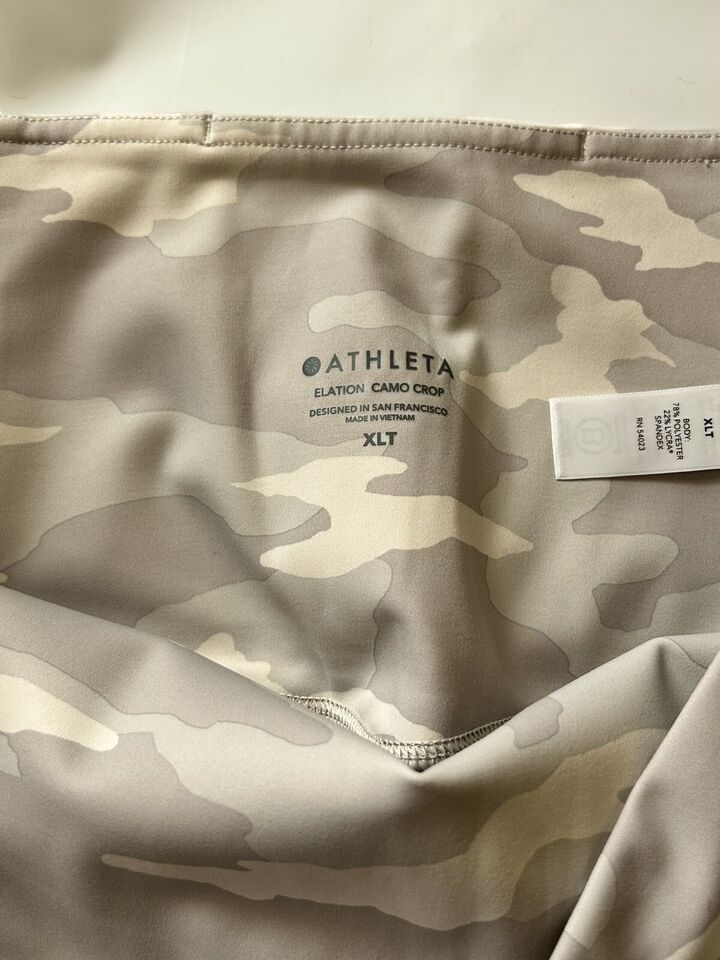 ATHLETA
ELATION CAMO CROP
DESIGNED IN SAN FRANCISCO
MADE IN VIETNAM
XLT
XLT
BODY:
78% POLYESTER
22% LYCRA®
SPANDEX
RN 54023